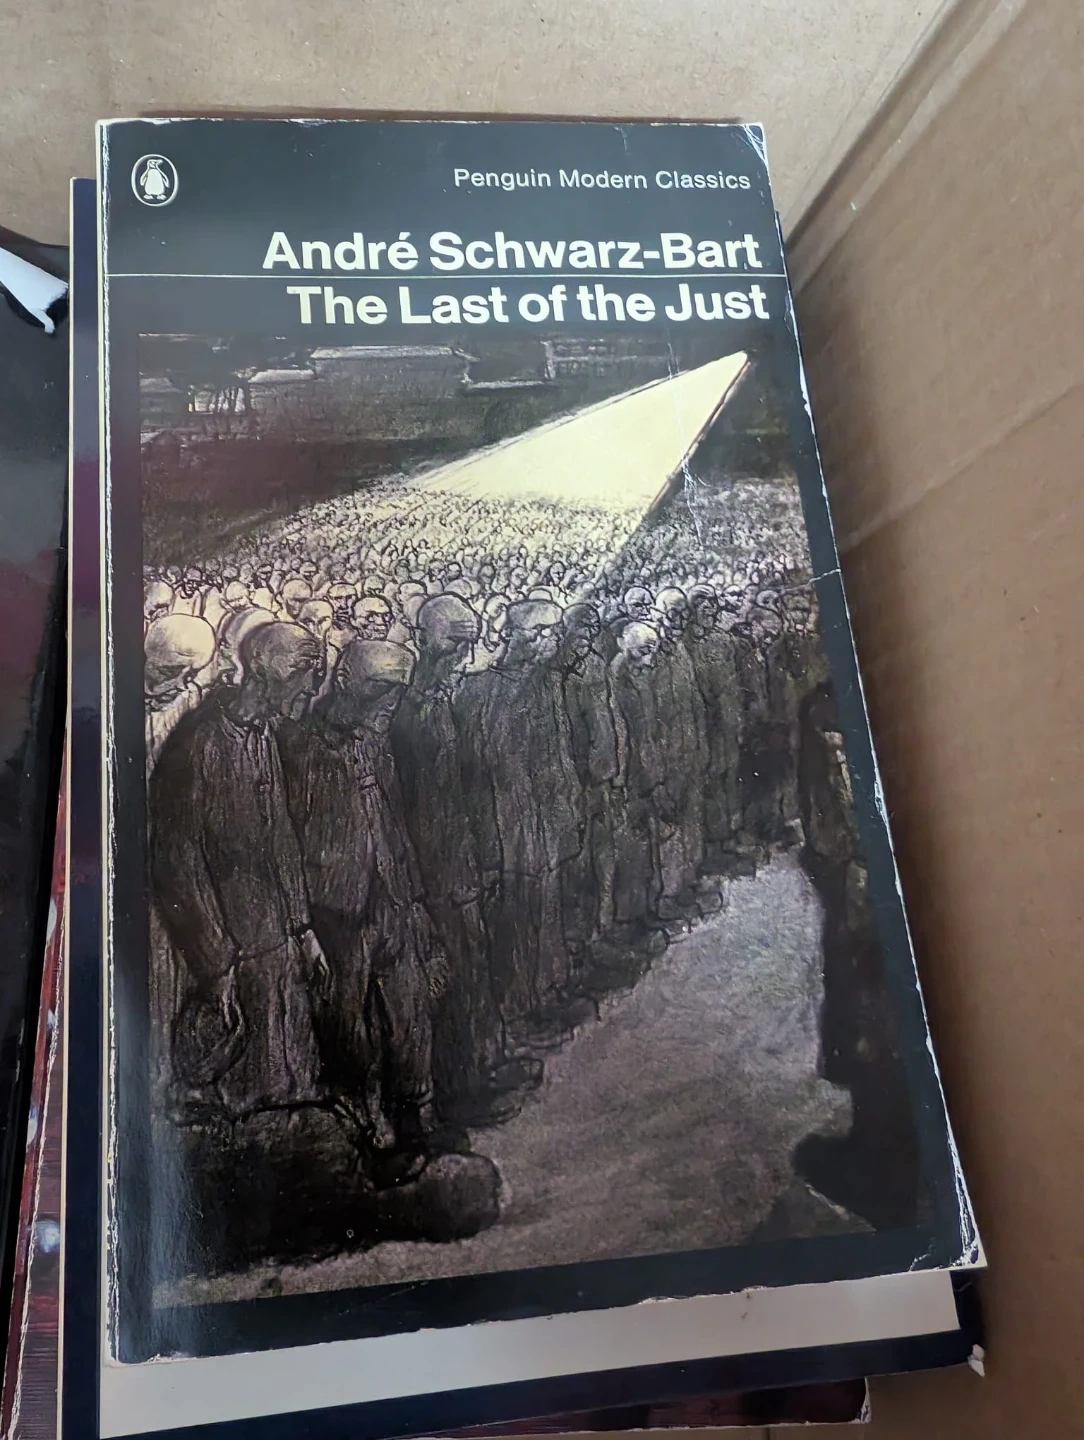 Penguin Modern Classics
André Schwarz-Bart
The Last of the Just